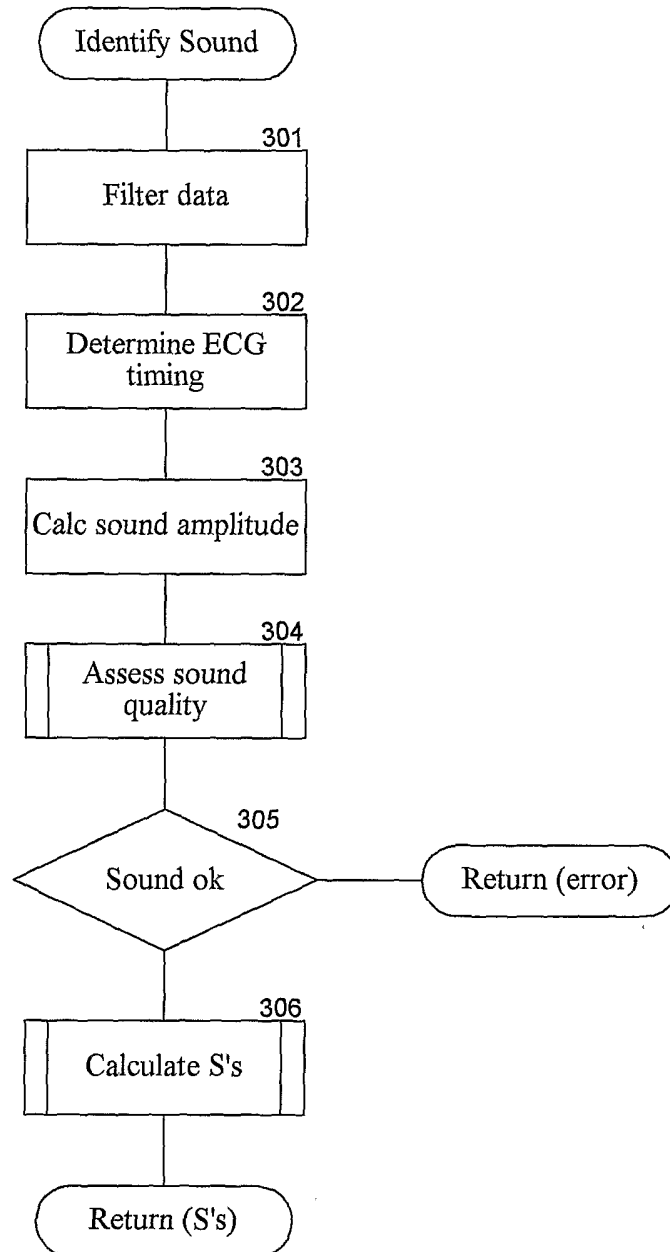 Identify Sound
301
Filter data
302
Determine ECG
timing
303
Calc sound amplitude
304
Assess sound
quality
305
Sound ok
Return (error)
306
Calculate S's
Return (S's)